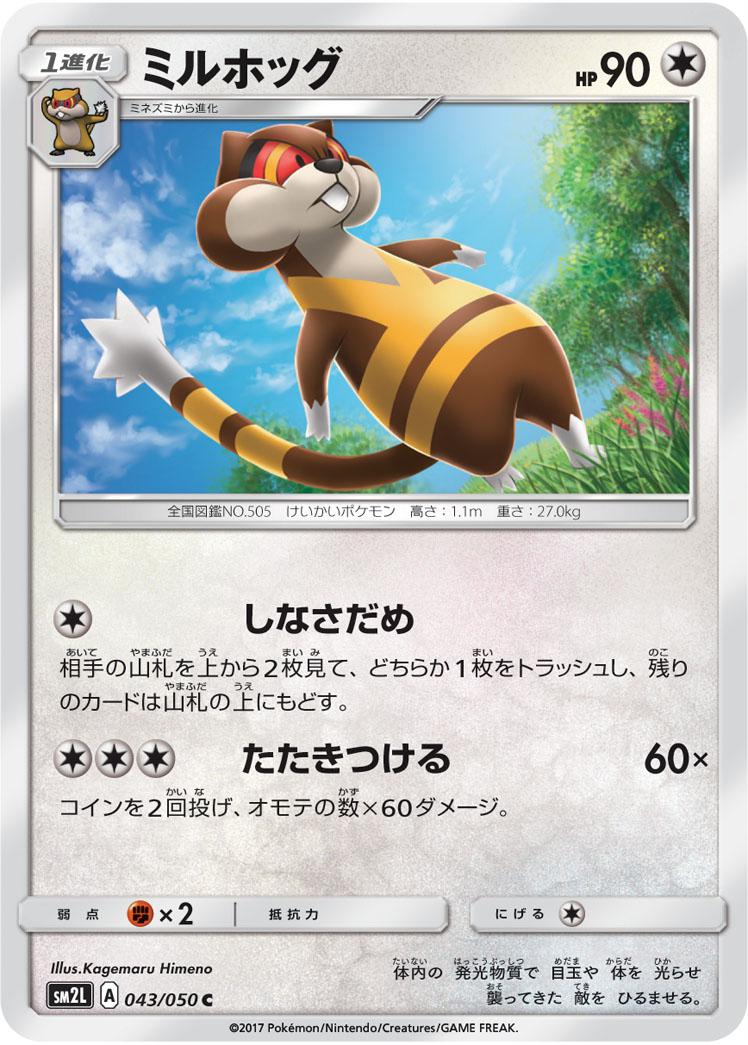 1進化
ミルホッグ
HP 90
ミネズミから進化
全国図鑑NO.505 けいかいポケモン 高さ:1.1m 重さ:27.0kg
しなさだめ
相手の山札を上から2枚見て、どちらか1枚をトラッシュし、残り
のカードは山札の上にもどす。
たたきつける 60×
コインを2回投げ、オモテの数×60ダメージ。
弱点 ×2 抵抗力 にげる
Illus.Kagemaru Himeno
体内の 発光物質で 目玉や 体を 光らせ
襲ってきた 敵を ひるませる。
SM2L A 043/050 C
©2017 Pokémon/Nintendo/Creatures/GAME FREAK.